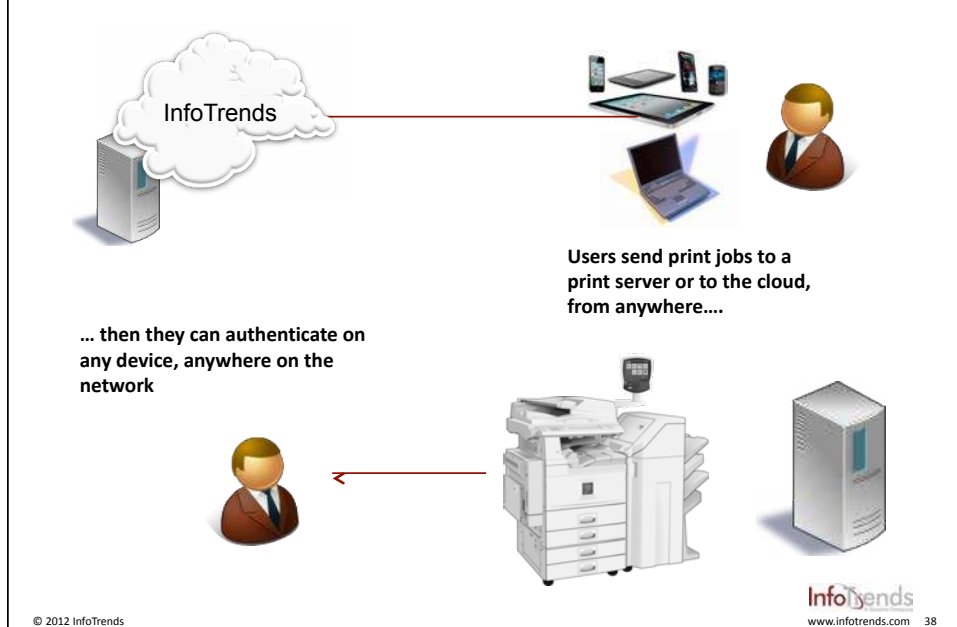 InfoTrends
Users send print jobs to a
print server or to the cloud,
from anywhere….
… then they can authenticate on
any device, anywhere on the
network
InfoTrends
© 2012 InfoTrends
www.infotrends.com 38